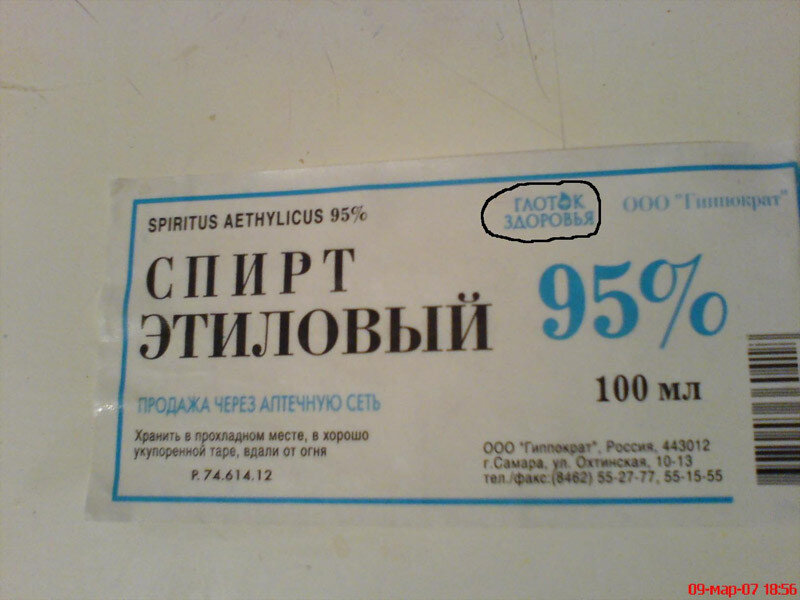 SPIRITUS AETHYLICUS 95%
ГЛОТОК
ЗДОРОВЬЯ
ООО "Гиппократ"
СПИРТ
ЭТИЛОВЫЙ
95%
100 мл
ПРОДАЖА ЧЕРЕЗ АПТЕЧНУЮ СЕТЬ
Хранить в прохладном месте, в хорошо
укупоренной таре, вдали от огня
Р. 74.614.12
ООО "Гиппократ", Россия, 443012
г.Самара, ул. Охтинская, 10-13
тел./факс:(8462) 55-27-77, 55-15-55
09-мар-07 18:56